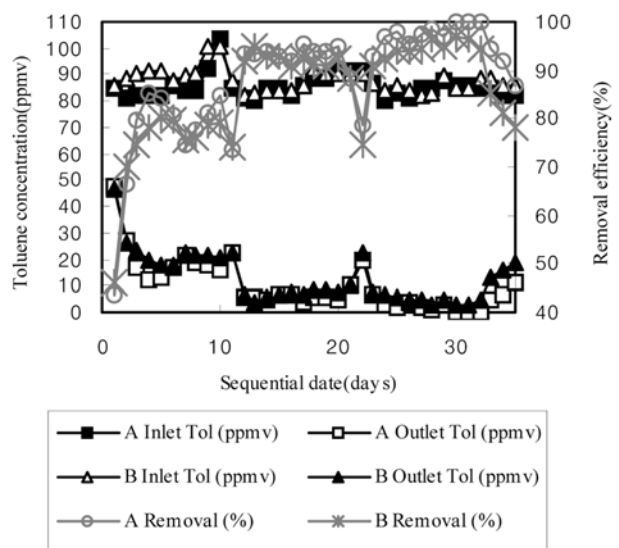 Toluene concentration(ppmv)
110
100
90
80
70
60
50
40
30
20
10
0
100
90
80
70
60
50
40
Removal efficiency(%)
0 10 20 30
Sequential date(days)
A Inlet Tol (ppmv) A Outlet Tol (ppmv)
B Inlet Tol (ppmv) B Outlet Tol (ppmv)
A Removal (%) B Removal (%)